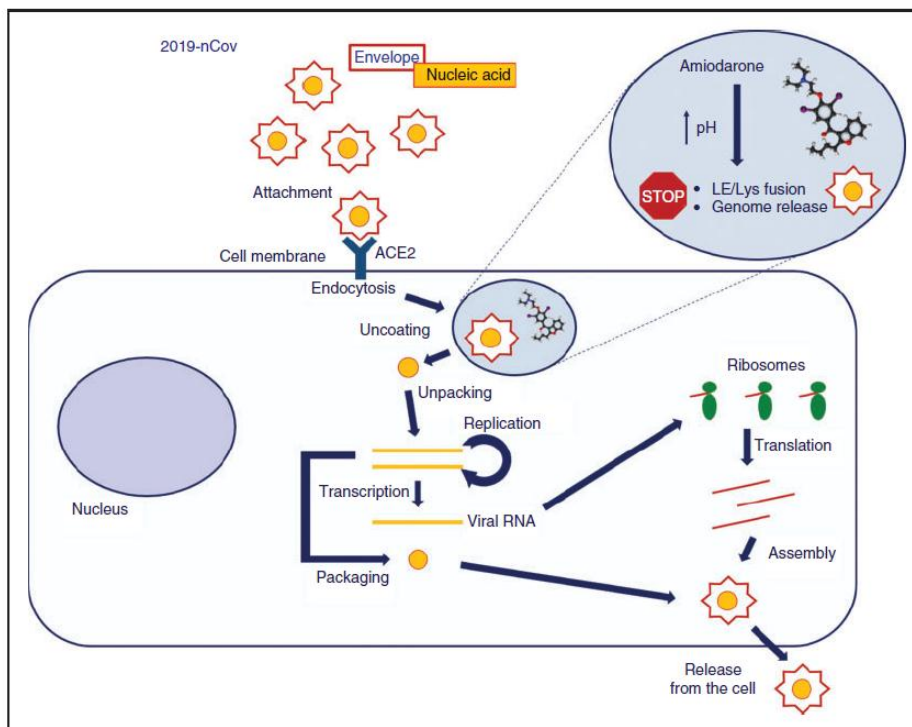 2019-nCov
Envelope
Nucleic acid
Attachment
Cell membrane
ACE2
Endocytosis
Uncoating
Unpacking
Replication
Transcription
Viral RNA
Packaging
Nucleus
Amiodarone
pH
STOP
• LE/Lys fusion
• Genome release
Ribosomes
Translation
Assembly
Release
from the cell